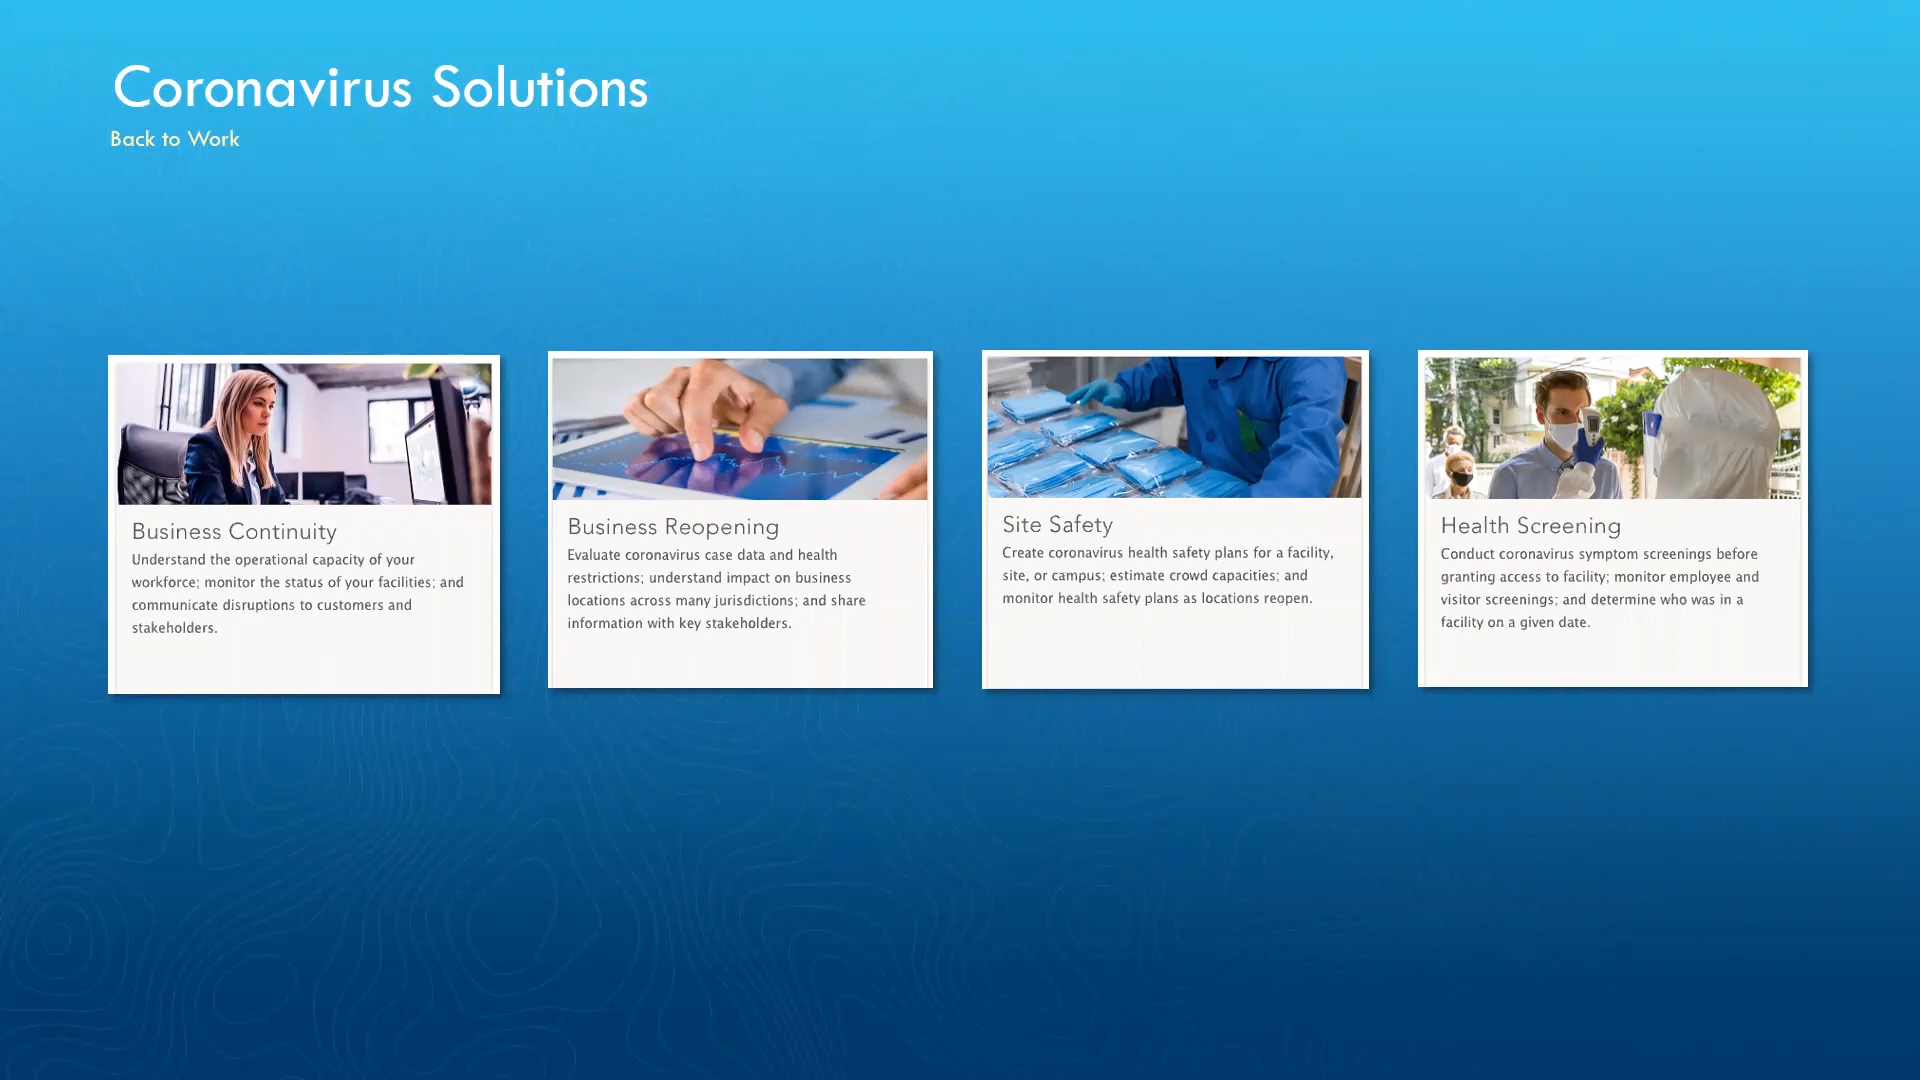 Coronavirus Solutions
Back to Work
Business Continuity
Understand the operational capacity of your
workforce; monitor the status of your facilities; and
communicate disruptions to customers and
stakeholders.
Business Reopening
Evaluate coronavirus case data and health
restrictions; understand impact on business
locations across many jurisdictions; and share
information with key stakeholders.
Site Safety
Create coronavirus health safety plans for a facility,
site, or campus; estimate crowd capacities; and
monitor health safety plans as locations reopen.
Health Screening
Conduct coronavirus symptom screenings before
granting access to facility; monitor employee and
visitor screenings; and determine who was in a
facility on a given date.